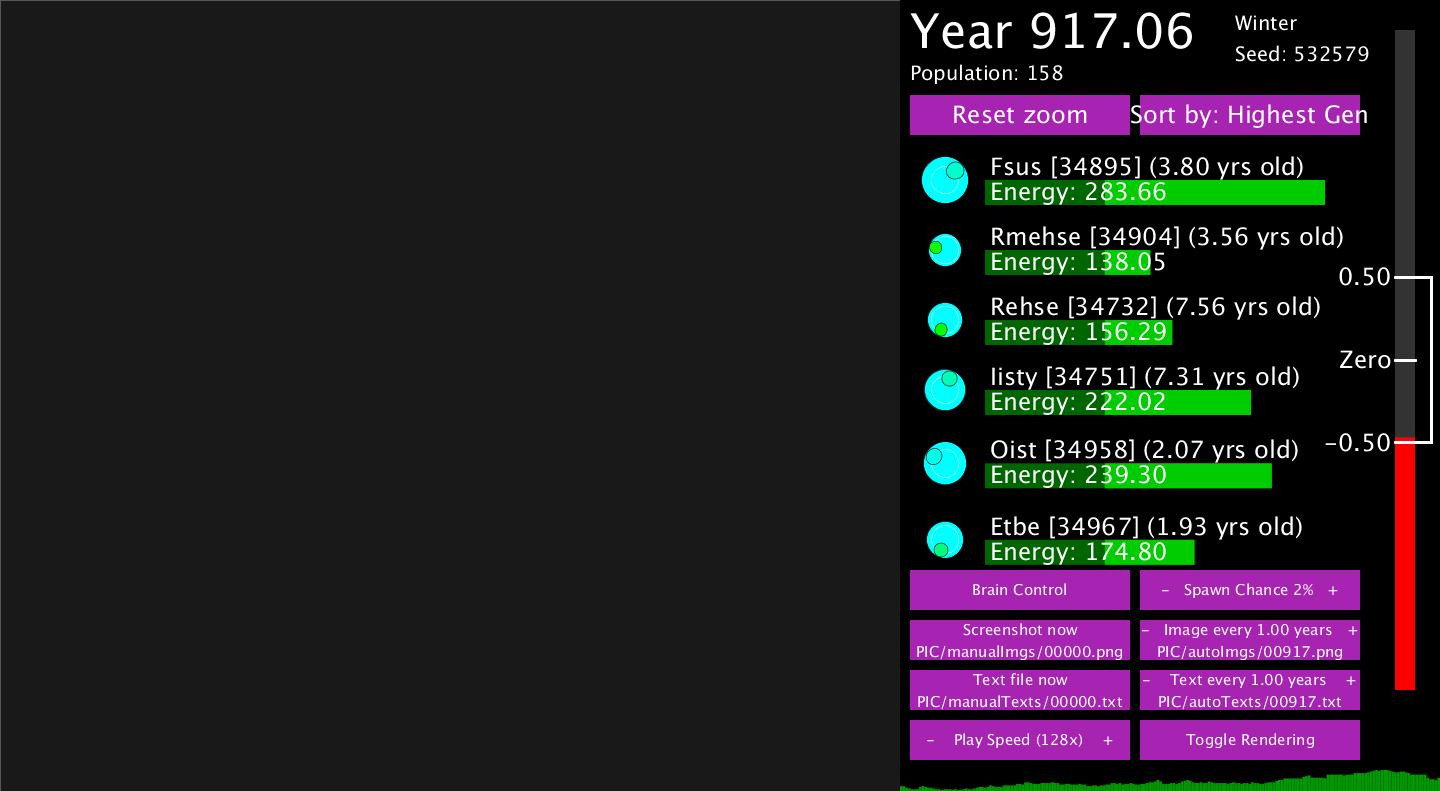 Year 917.06
Winter
Seed: 532579
Population: 158
Reset zoom
Sort by: Highest Gen
Fsus [34895] (3.80 yrs old)
Energy: 283.66
Rmehse [34904] (3.56 yrs old)
Energy: 138.05
Rehse [34732] (7.56 yrs old)
Energy: 156.29
Iisty [34751] (7.31 yrs old)
Energy: 222.02
Oist [34958] (2.07 yrs old)
Energy: 239.30
Etbe [34967] (1.93 yrs old)
Energy: 174.80
0.50
Zero
-0.50
Brain Control
- Spawn Chance 2% +
Screenshot now
PIC/manualImgs/00000.png
- Image every 1.00 years +
PIC/autoImgs/00917.png
Text file now
PIC/manualTexts/00000.txt
- Text every 1.00 years +
PIC/autoTexts/00917.txt
- Play Speed (128x) +
Toggle Rendering